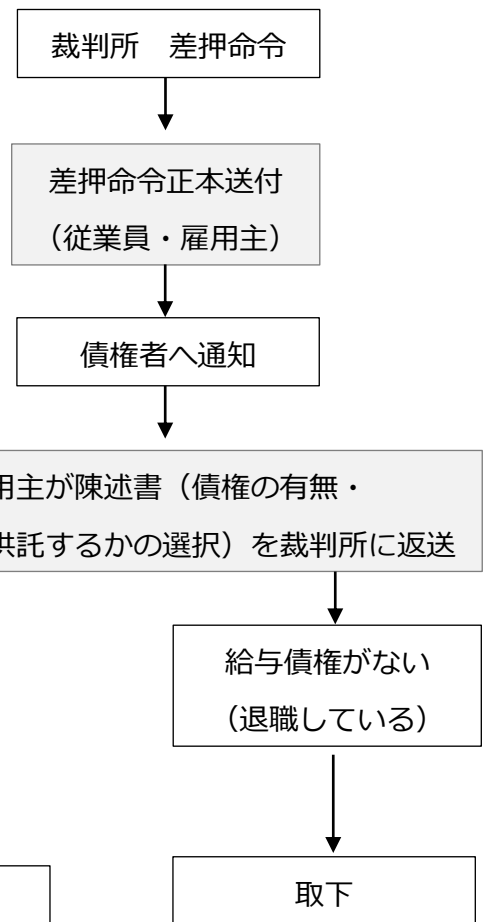 裁判所　差押命令
差押命令正本送付
（従業員・雇用主）
債権者へ通知
用主が陳述書（債権の有無・
供託するかの選択）を裁判所に返送
給与債権がない
（退職している）
取下